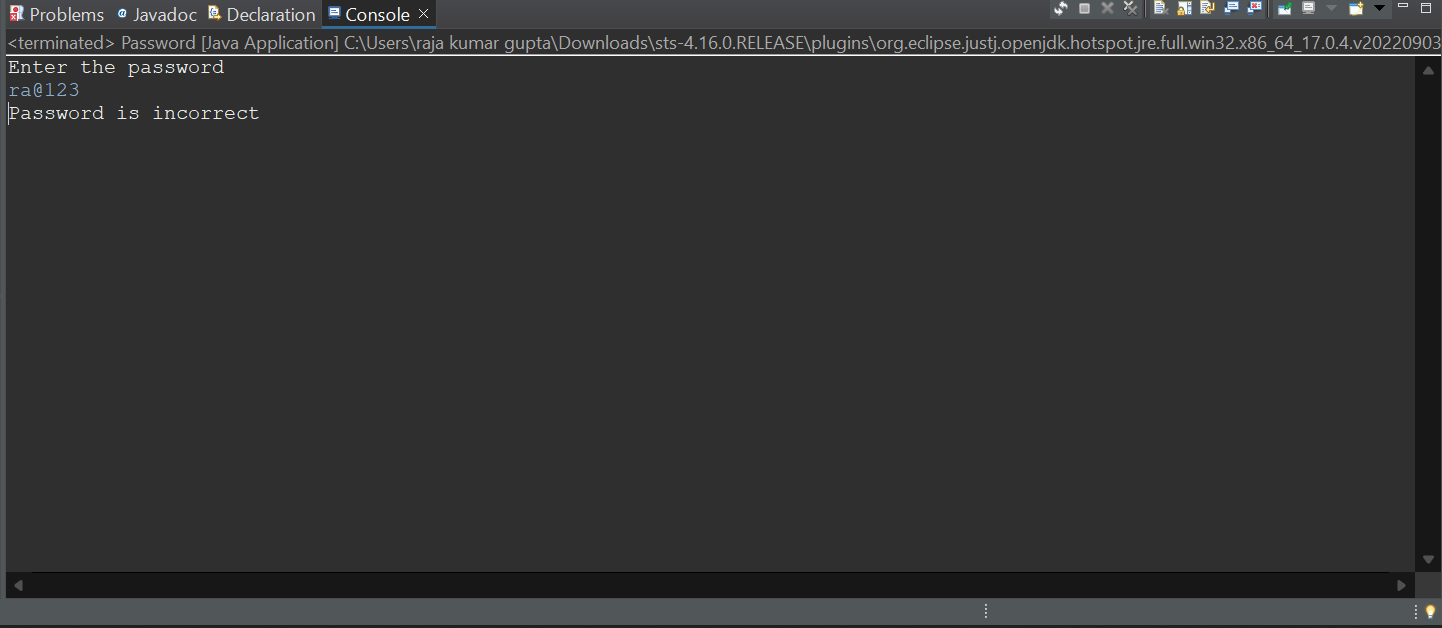 Problems @ Javadoc Declaration Console
<terminated> Password [Java Application] C:\Users\raja kumar gupta\Downloads\sts-4.16.0.RELEASE\plugins\org.eclipse.justj.openjdk.hotspot.jre.full.win32.x86_64_17.0.4.v20220903
Enter the password
ra@123
Password is incorrect